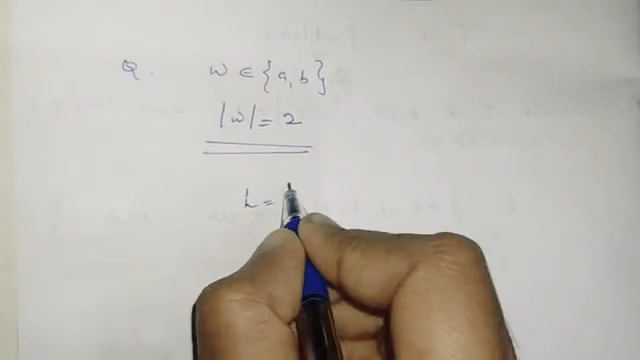 Q. w ∈ {a, b}
|w| = 2
L =